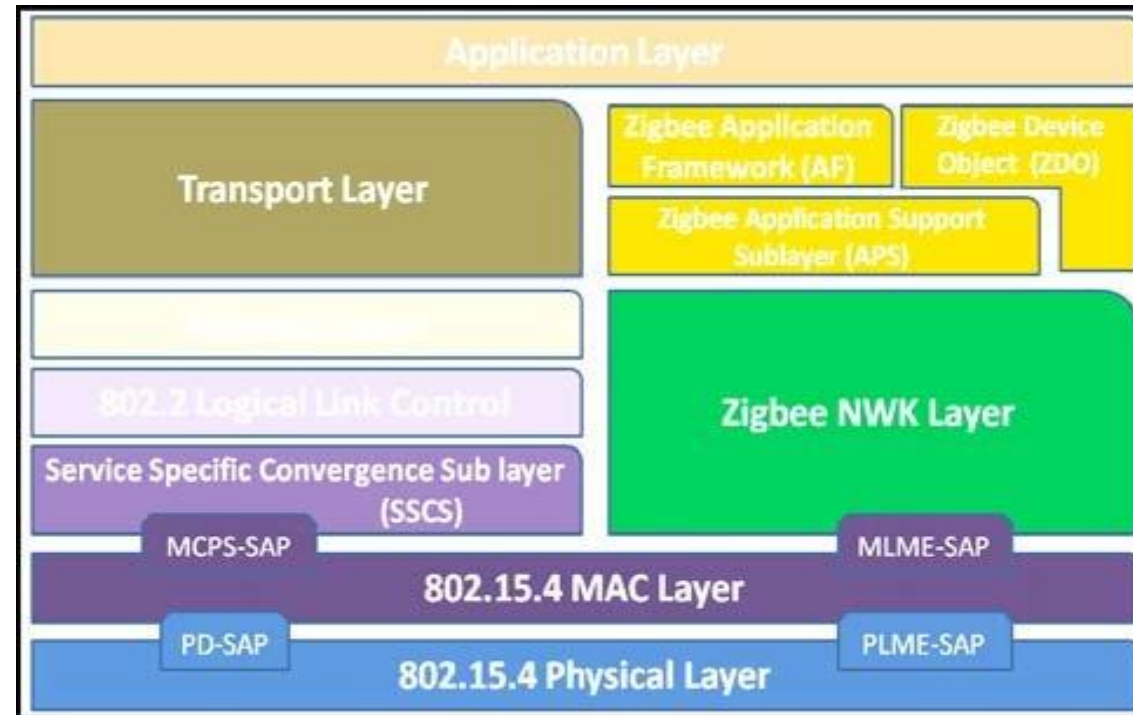 Application Layer
Transport Layer
Zigbee Application
Framework (AF)
Zigbee Device
Object (ZDO)
Zigbee Application Support
Sublayer (APS)
802.2 Logical Link Control
Service Specific Convergence Sub layer
(SSCS)
Zigbee NWK Layer
MCPS-SAP
MLME-SAP
802.15.4 MAC Layer
PD-SAP
PLME-SAP
802.15.4 Physical Layer